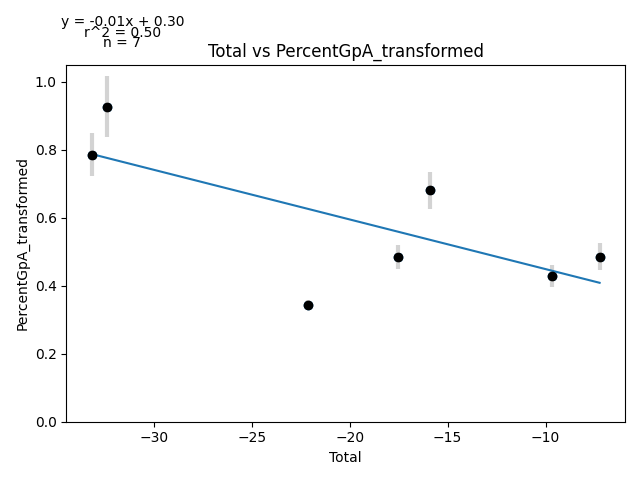 y = -0.01x + 0.30
r^2 = 0.50
n = 7
Total vs PercentGpA_transformed
1.0
0.8
0.6
0.4
0.2
0.0
PercentGpA_transformed
−30
−25
−20
−15
−10
Total